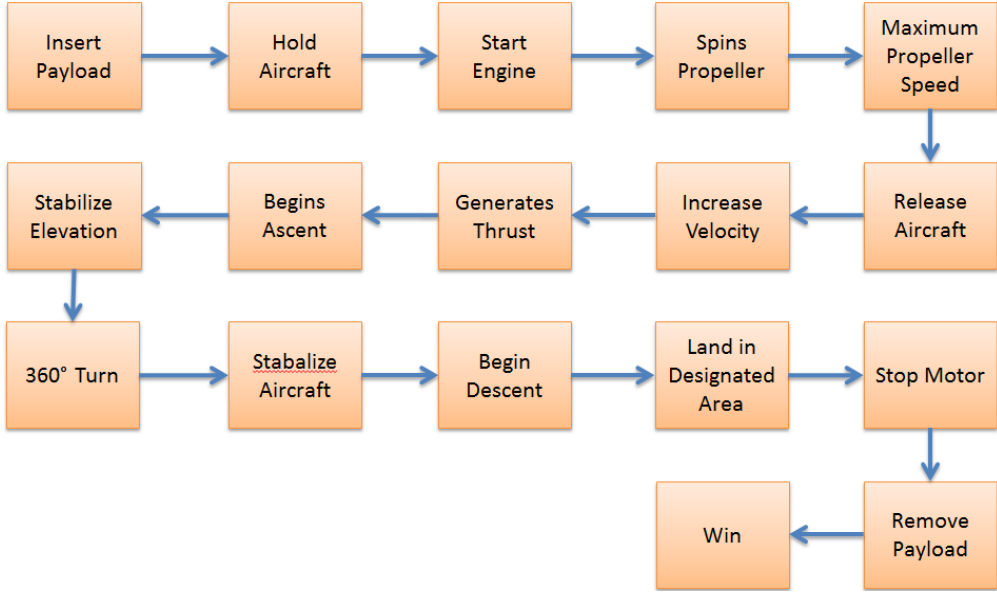 Insert
Payload
Hold
Aircraft
Start
Engine
Spins
Propeller
Maximum
Propeller
Speed
Release
Aircraft
Increase
Velocity
Generates
Thrust
Begins
Ascent
Stabilize
Elevation
360° Turn
Stabalize
Aircraft
Begin
Descent
Land in
Designated
Area
Stop Motor
Remove
Payload
Win